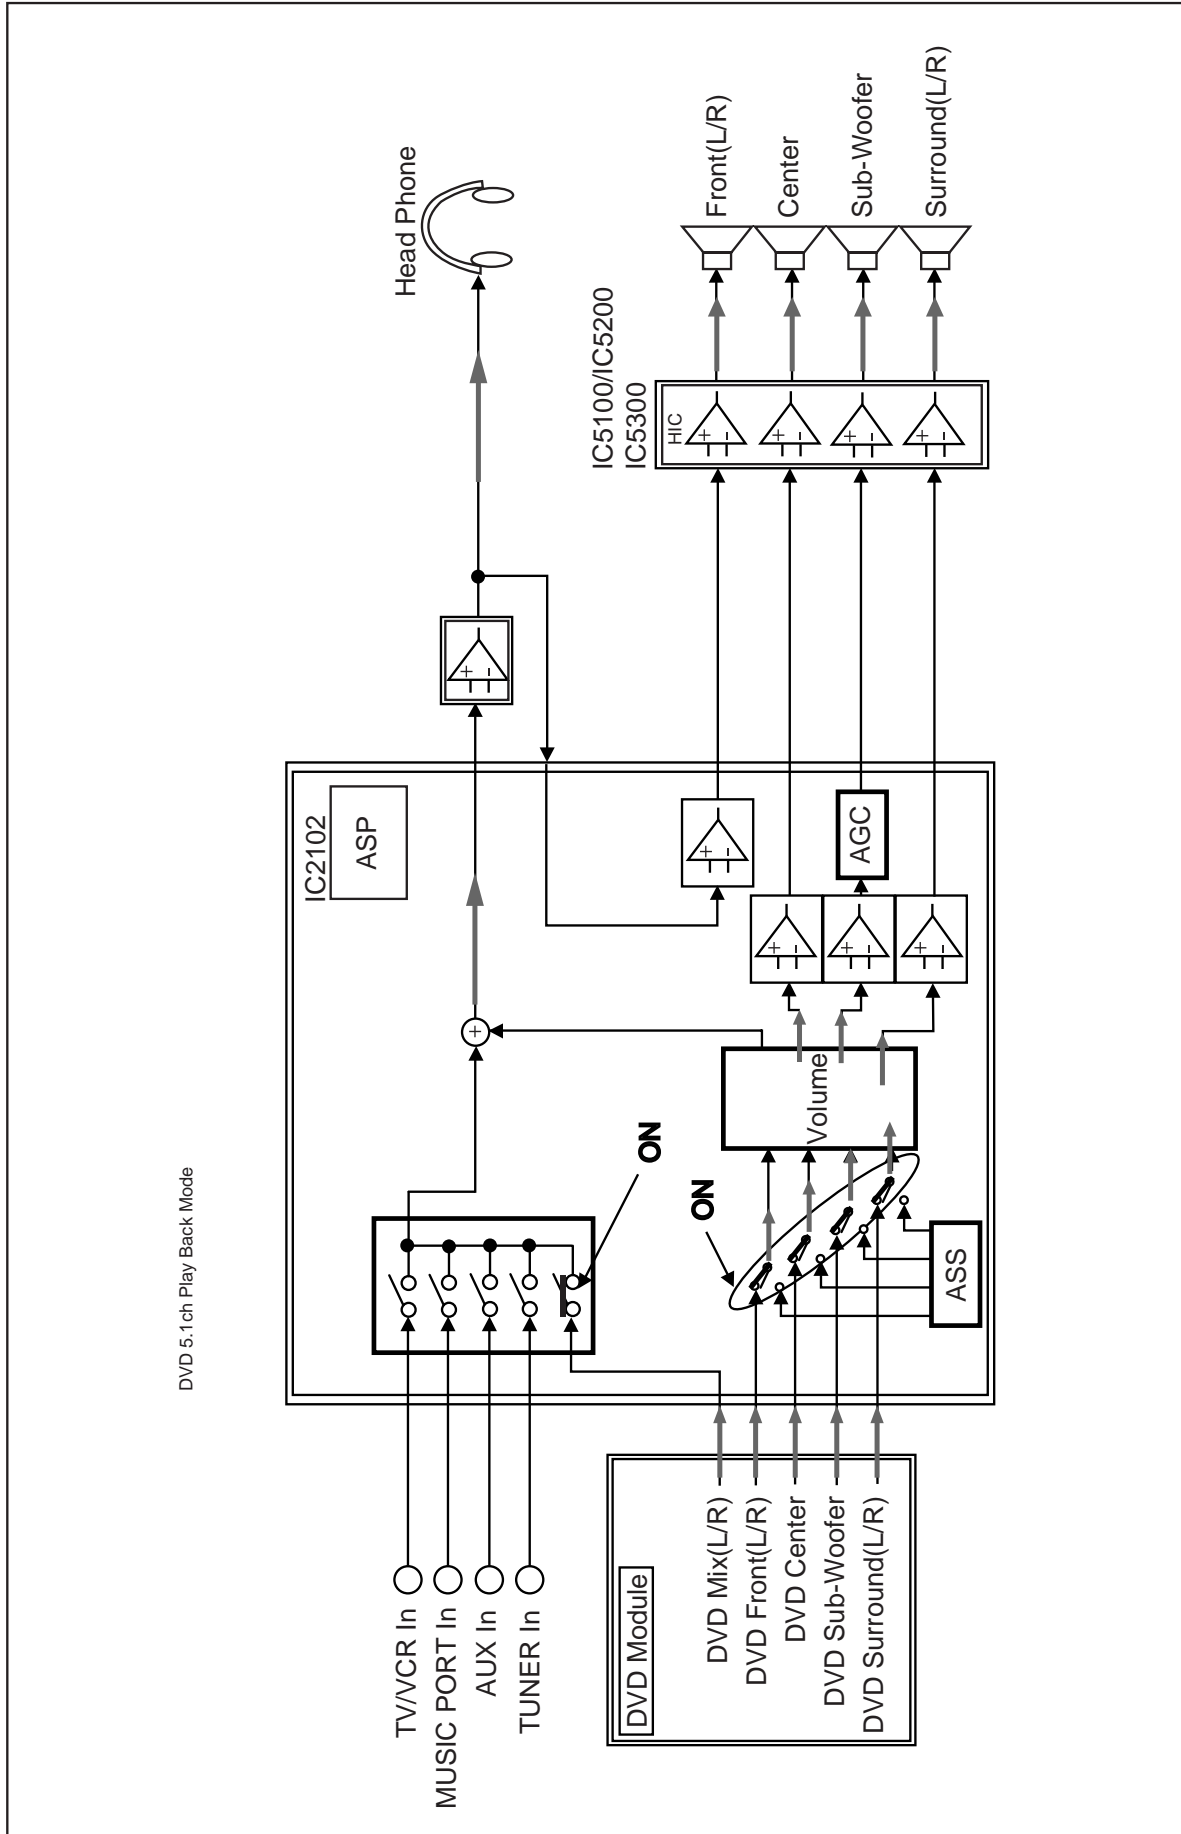 DVD 5.1ch Play Back Mode
TV/VCR In
MUSIC PORT In
AUX In
TUNER In
DVD Module
DVD Mix(L/R)
DVD Front(L/R)
DVD Center
DVD Sub-Woofer
DVD Surround(L/R)
IC2102
ASP
ON
ON
ASS
Volume
+
+
-
+
-
+
-
+
-
AGC
+
-
Head Phone
IC5100/IC5200
IC5300
HIC
+
-
+
-
+
-
+
-
Front(L/R)
Center
Sub-Woofer
Surround(L/R)